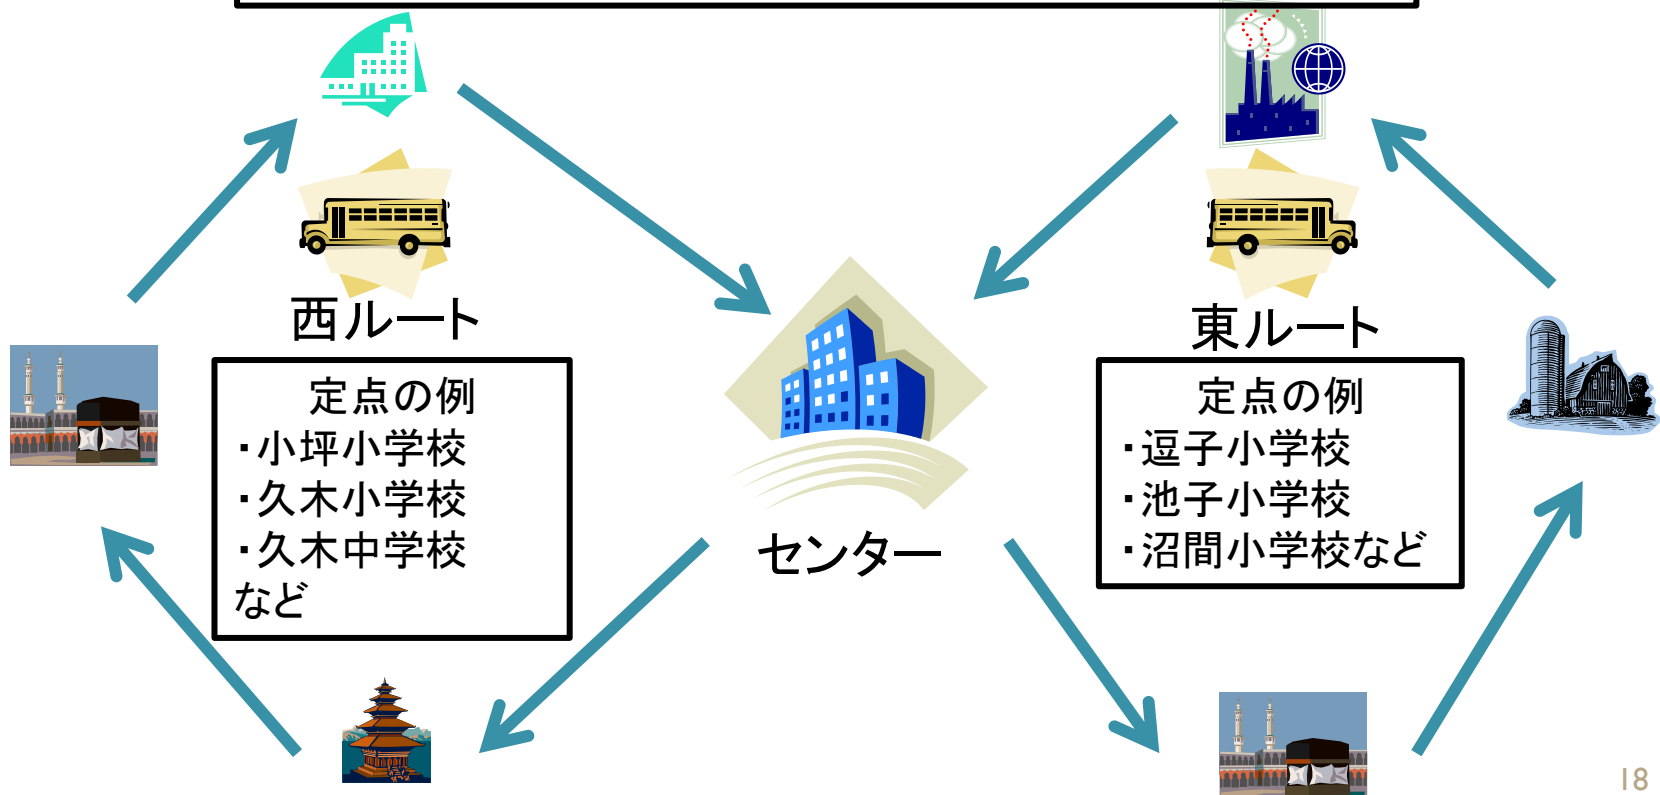 西ルート
定点の例
・小坪小学校
・久木小学校
・久木中学校
など
センター
東ルート
定点の例
・逗子小学校
・池子小学校
・沼間小学校など
18